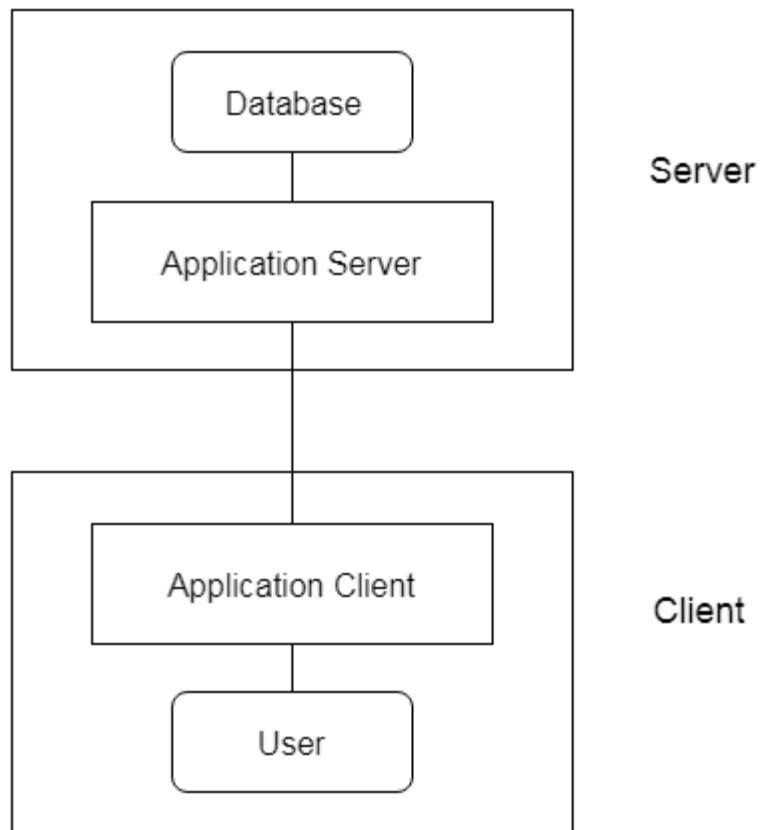 Database
Server
Application Server
Application Client
Client
User